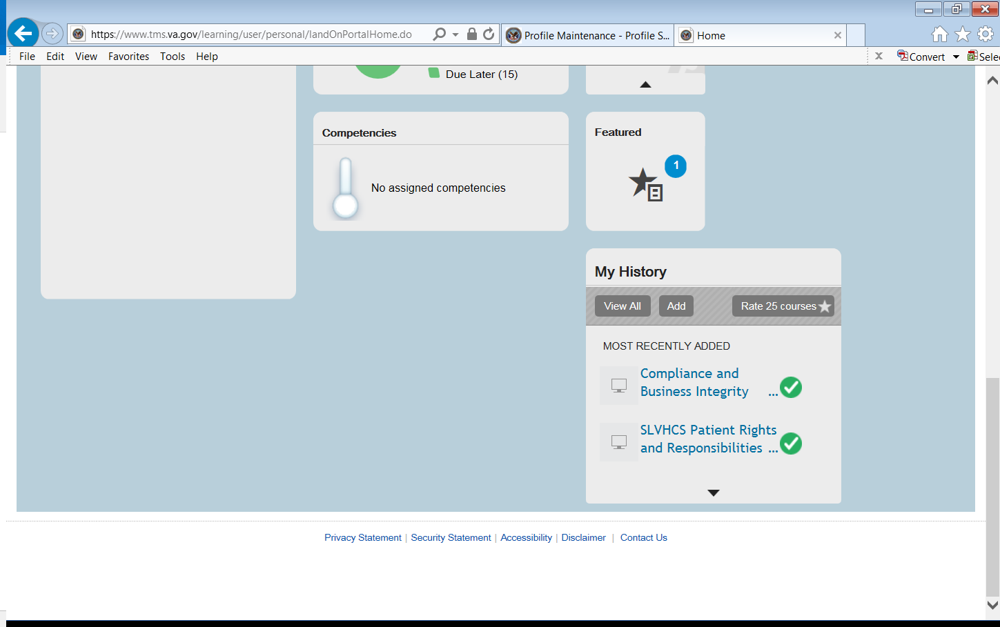 https://www.tms.va.gov/learning/user/personal/landOnPortalHome.do
Profile Maintenance - Profile S...
Home
File Edit View Favorites Tools Help
x Convert Selec
Due Later (15)
Competencies
No assigned competencies
Featured
1
My History
View All Add Rate 25 courses
MOST RECENTLY ADDED
Compliance and
Business Integrity ...
SLVHCS Patient Rights
and Responsibilities ...
Privacy Statement | Security Statement | Accessibility | Disclaimer | Contact Us